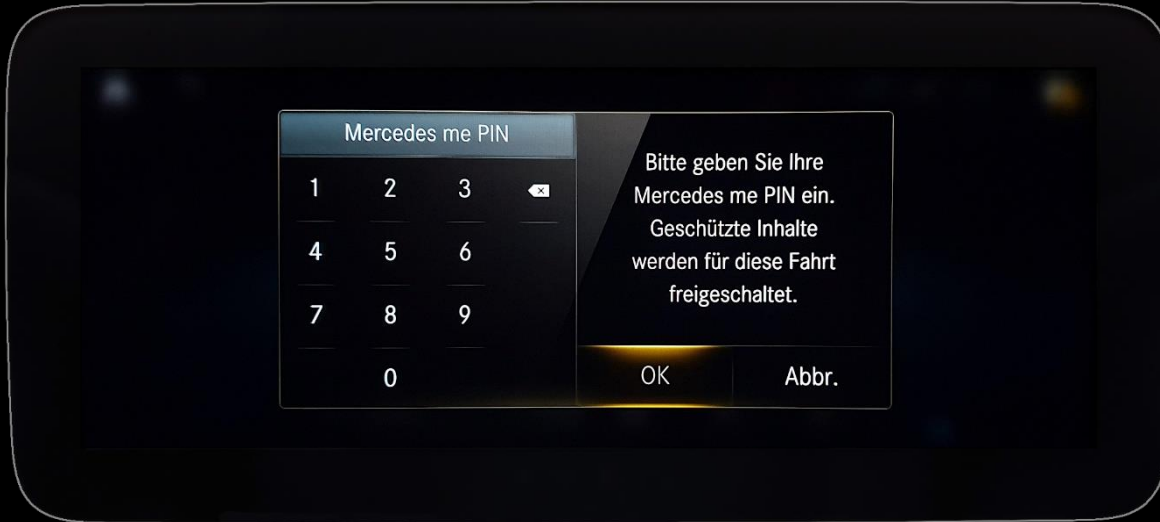 Mercedes me PIN
1 2 3
4 5 6
7 8 9
0
Bitte geben Sie Ihre
Mercedes me PIN ein.
Geschützte Inhalte
werden für diese Fahrt
freigeschaltet.
OK Abbr.